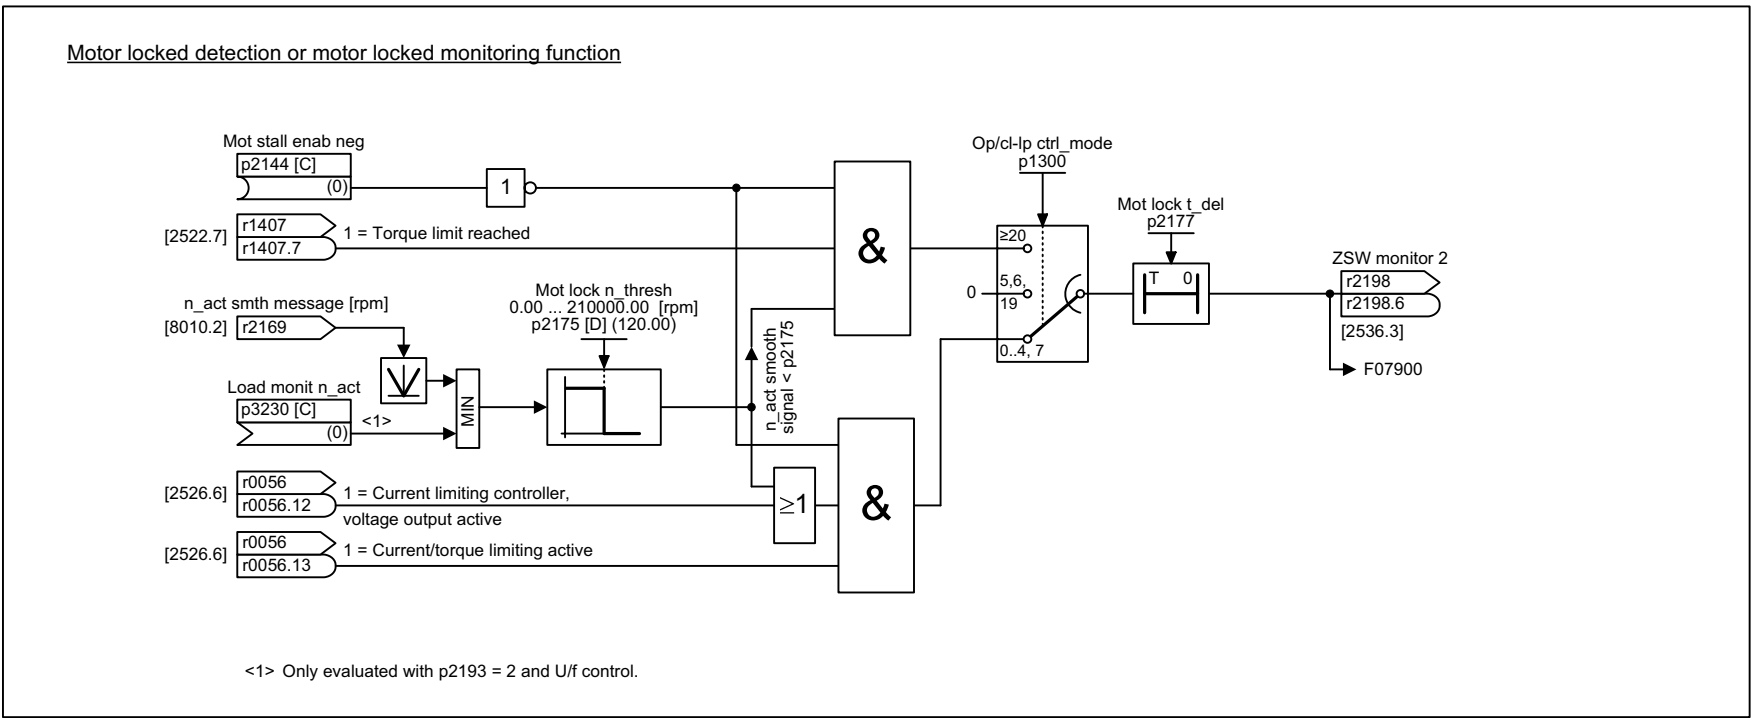 Motor locked detection or motor locked monitoring function
Mot stall enab neg
p2144 [C]
(0)
1
[2522.7]
r1407
r1407.7
1 = Torque limit reached
&
n_act smth message [rpm]
[8010.2]
r2169
Mot lock n_thresh
0.00 ... 210000.00 [rpm]
p2175 [D] (120.00)
Load monit n_act
p3230 [C]
(0)
<1>
MIN
n_act smooth
signal < p2175
[2526.6]
r0056
r0056.12
1 = Current limiting controller,
voltage output active
≥1
&
[2526.6]
r0056
r0056.13
1 = Current/torque limiting active
Op/cl-lp ctrl_mode
p1300
≥20
0
5,6,
19
0..4, 7
Mot lock t_del
p2177
T 0
ZSW monitor 2
r2198
r2198.6
[2536.3]
F07900
<1> Only evaluated with p2193 = 2 and U/f control.